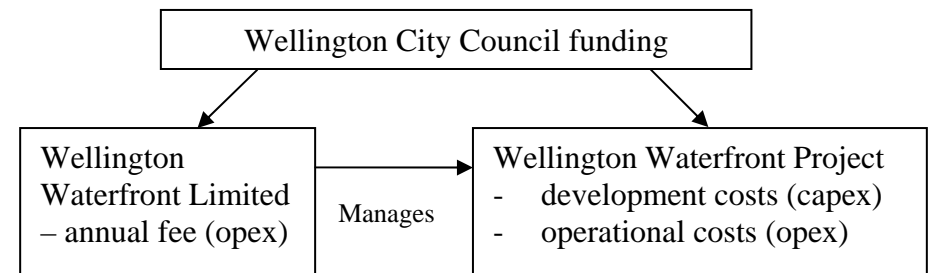 Wellington City Council funding
Wellington
Waterfront Limited
– annual fee (opex)
Manages
Wellington Waterfront Project
- development costs (capex)
- operational costs (opex)